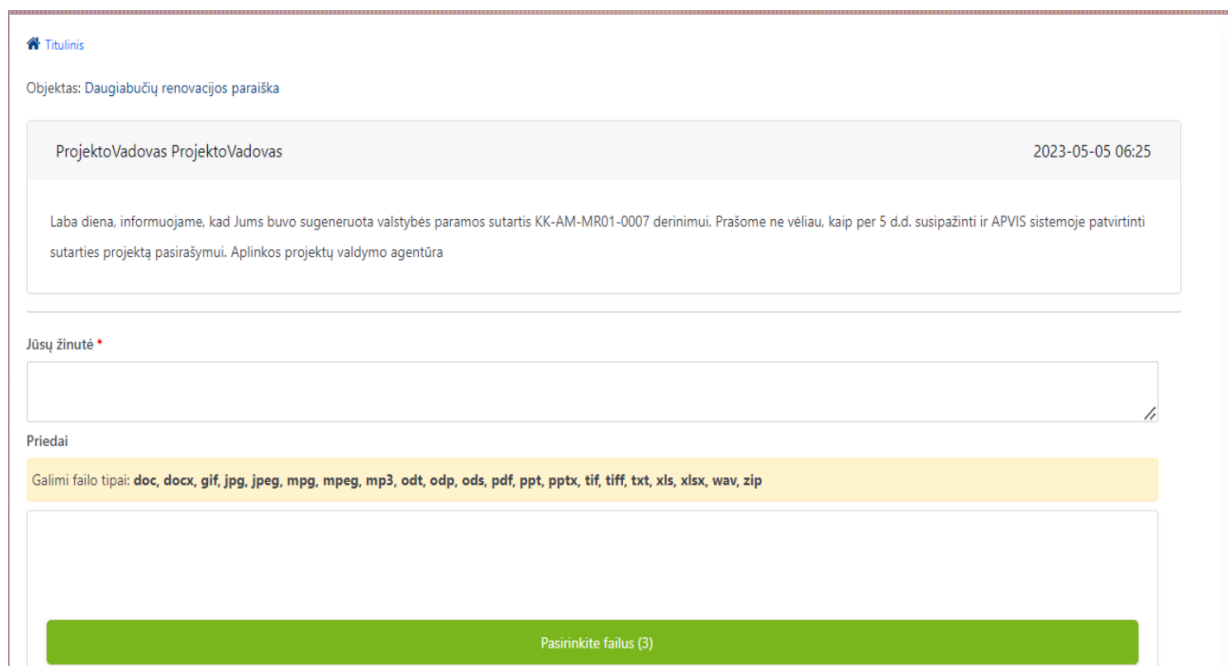 Titulinis
Objektas: Daugiabučių renovacijos paraiška
ProjektoVadovas ProjektoVadovas 2023-05-05 06:25
Laba diena, informuojame, kad Jums buvo sugeneruota valstybės paramos sutartis KK-AM-MR01-0007 derinimui. Prašome ne vėliau, kaip per 5 d.d. susipažinti ir APVIS sistemoje patvirtinti
sutarties projektą pasirašymui. Aplinkos projektų valdymo agentūra
Jūsų žinutė *
Priedai
Galimi failo tipai: doc, docx, gif, jpg, jpeg, mpg, mpeg, mp3, odt, odp, ods, pdf, ppt, pptx, tif, tiff, txt, xls, xlsx, wav, zip
Pasirinkite failus (3)